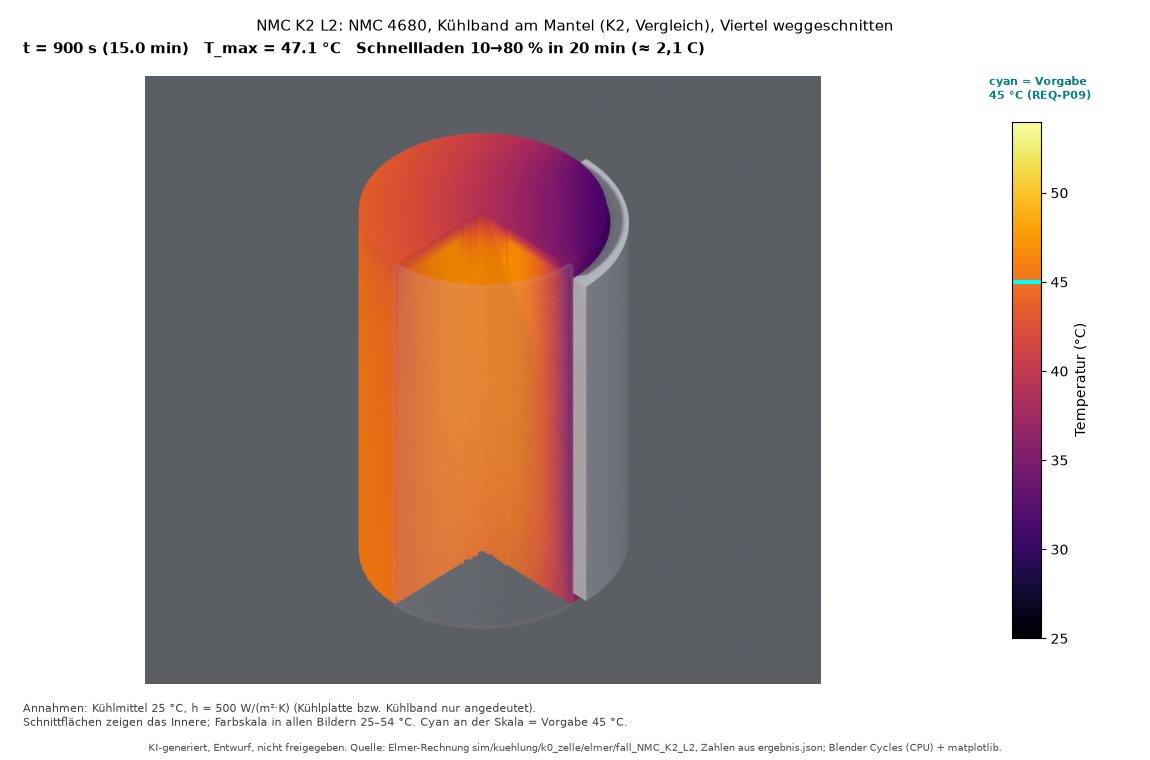 NMC K2 L2: NMC 4680, Kühlband am Mantel (K2, Vergleich), Viertel weggeschnitten
t = 900 s (15.0 min)   T_max = 47.1 °C   Schnellladen 10→80 % in 20 min (≈ 2,1 C)
cyan = Vorgabe
45 °C (REQ-P09)
50
45
40
35
30
25
Temperatur (°C)
Annahmen: Kühlmittel 25 °C, h = 500 W/(m²·K) (Kühlplatte bzw. Kühlband nur angedeutet).
Schnittflächen zeigen das Innere; Farbskala in allen Bildern 25–54 °C. Cyan an der Skala = Vorgabe 45 °C.
KI-generiert, Entwurf, nicht freigegeben. Quelle: Elmer-Rechnung sim/kuehlung/k0_zelle/elmer/fall_NMC_K2_L2, Zahlen aus ergebnis.json; Blender Cycles (CPU) + matplotlib.